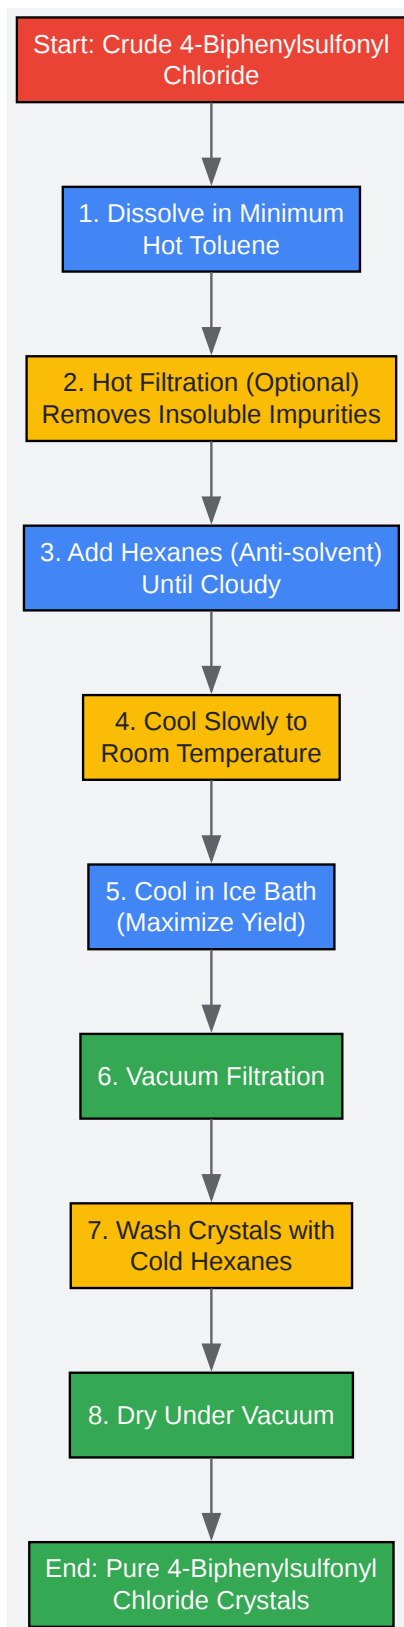 Start: Crude 4-Biphenylsulfonyl
Chloride
1. Dissolve in Minimum
Hot Toluene
2. Hot Filtration (Optional)
Removes Insoluble Impurities
3. Add Hexanes (Anti-solvent)
Until Cloudy
4. Cool Slowly to
Room Temperature
5. Cool in Ice Bath
(Maximize Yield)
6. Vacuum Filtration
7. Wash Crystals with
Cold Hexanes
8. Dry Under Vacuum
End: Pure 4-Biphenylsulfonyl
Chloride Crystals